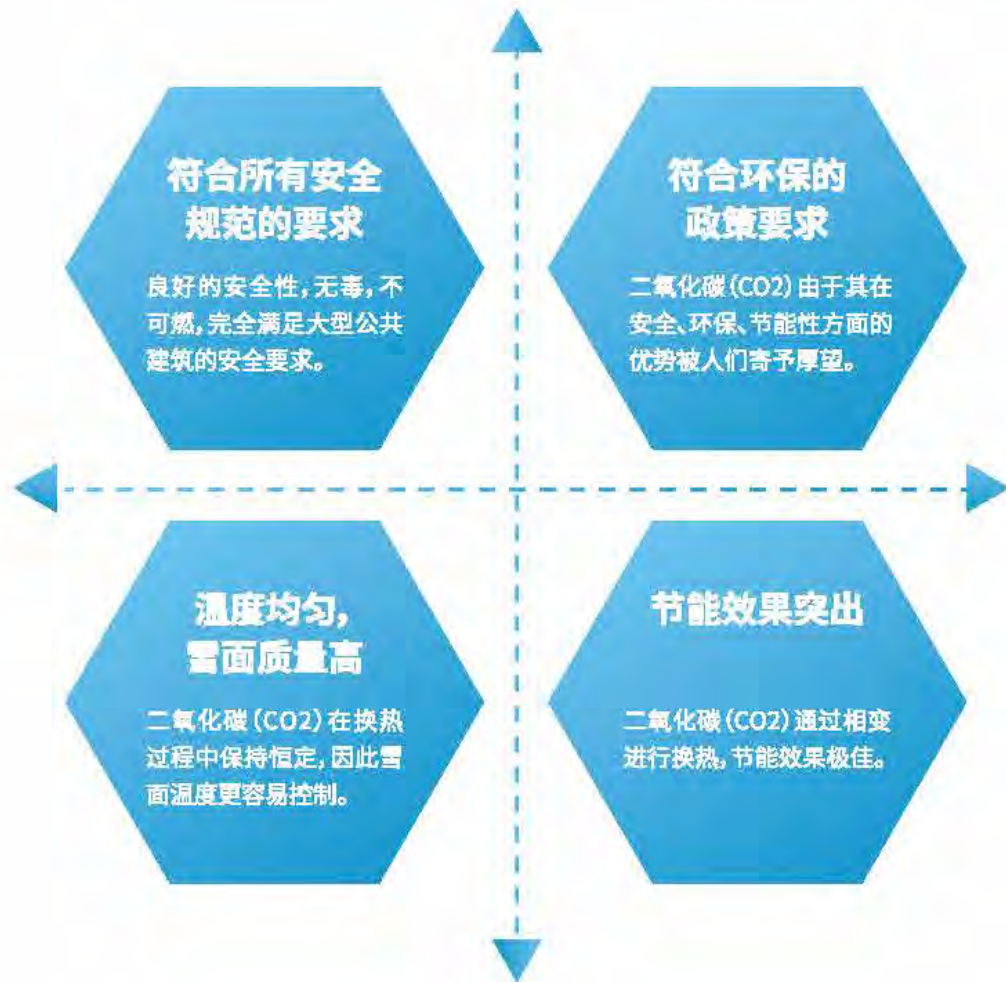 符合所有安全
规范的要求
良好的安全性，无毒，不
可燃，完全满足大型公共
建筑的安全要求。
符合环保的
政策要求
二氧化碳（CO2）由于其在
安全、环保、节能性方面的
优势被人们寄予厚望。
温度均匀，
雪面质量高
二氧化碳（CO2）在换热
过程中保持恒定，因此雪
面温度更容易控制。
节能效果突出
二氧化碳（CO2）通过相变
进行换热，节能效果极佳。